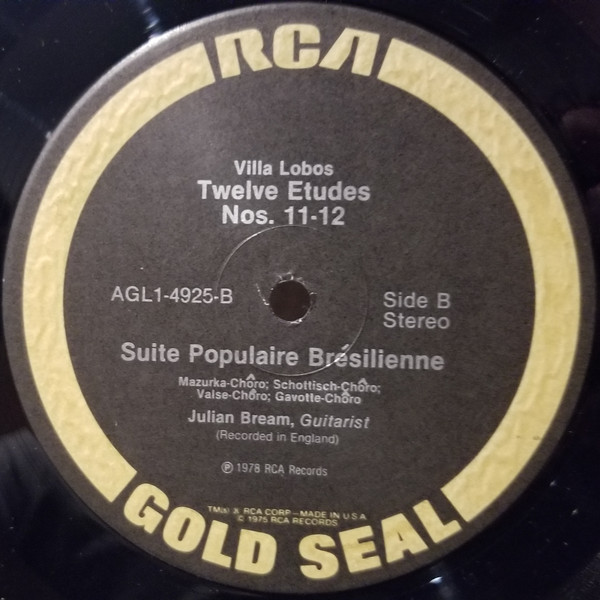 RCA
Villa Lobos
Twelve Etudes
Nos. 11-12
AGL1-4925-B
Side B
Stereo
Suite Populaire Brésilienne
Mazurka-Chôro; Schottisch-Chôro;
Valse-Chôro; Gavotte-Chôro
Julian Bream, Guitarist
(Recorded in England)
℗ 1978 RCA Records
TM(s) ® RCA CORP—MADE IN U.S.A.
© 1975 RCA RECORDS
GOLD SEAL